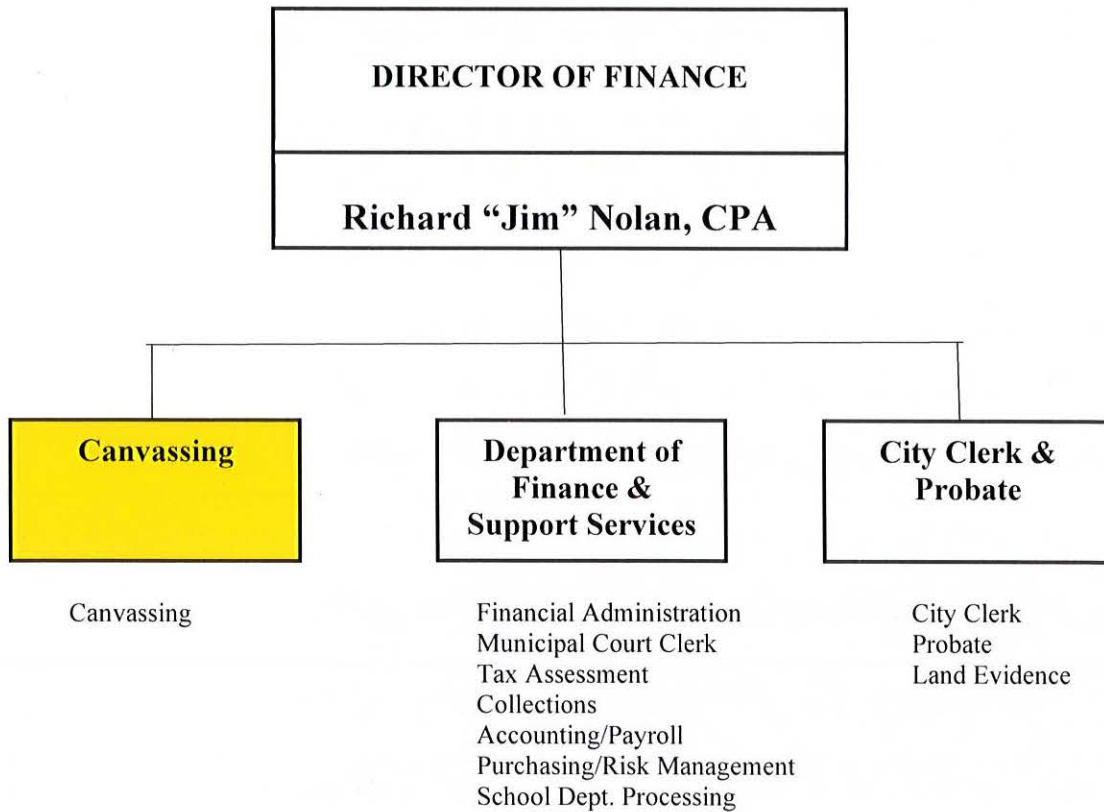 DIRECTOR OF FINANCE
Richard “Jim” Nolan, CPA
Canvassing
Department of
Finance &
Support Services
City Clerk &
Probate
Canvassing
Financial Administration
Municipal Court Clerk
Tax Assessment
Collections
Accounting/Payroll
Purchasing/Risk Management
School Dept. Processing
City Clerk
Probate
Land Evidence